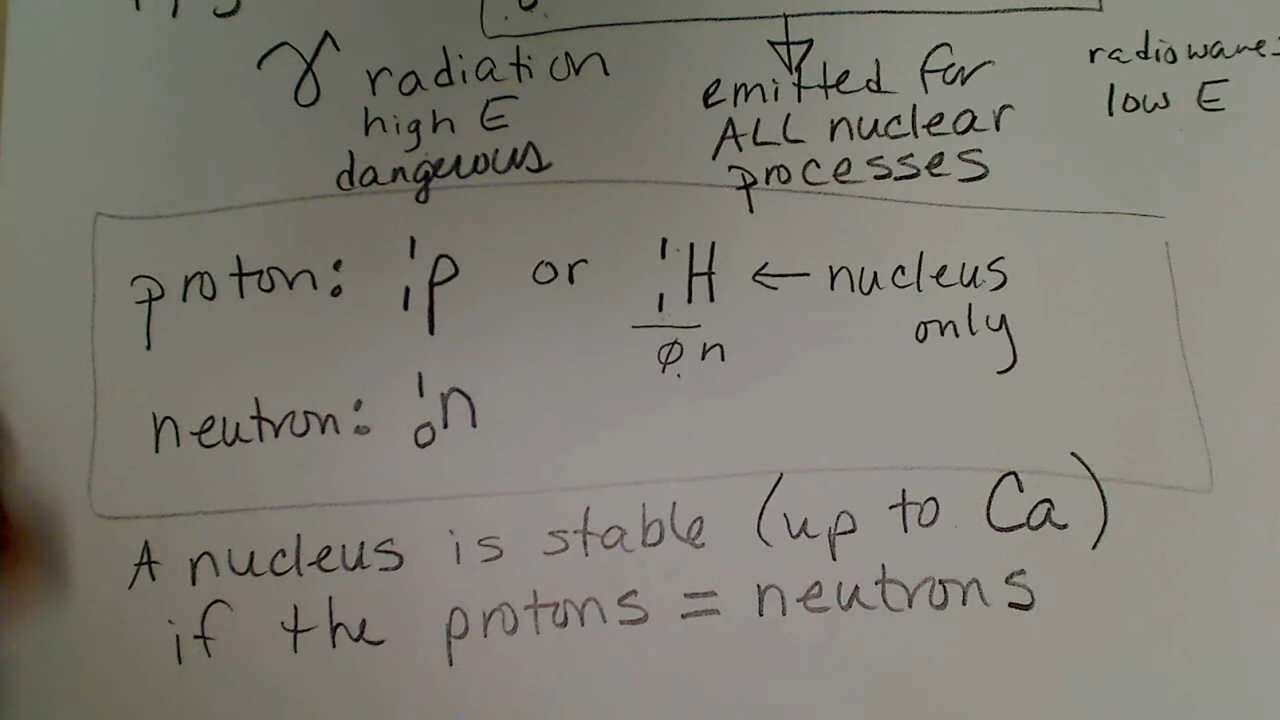 γ radiation
high E
dangerous
emitted for
ALL nuclear
processes
radiowave
low E
proton: ¹₁p or ¹₁H ← nucleus
only
∅ n
neutron: ¹₀n
A nucleus is stable (up to Ca)
if the protons = neutrons